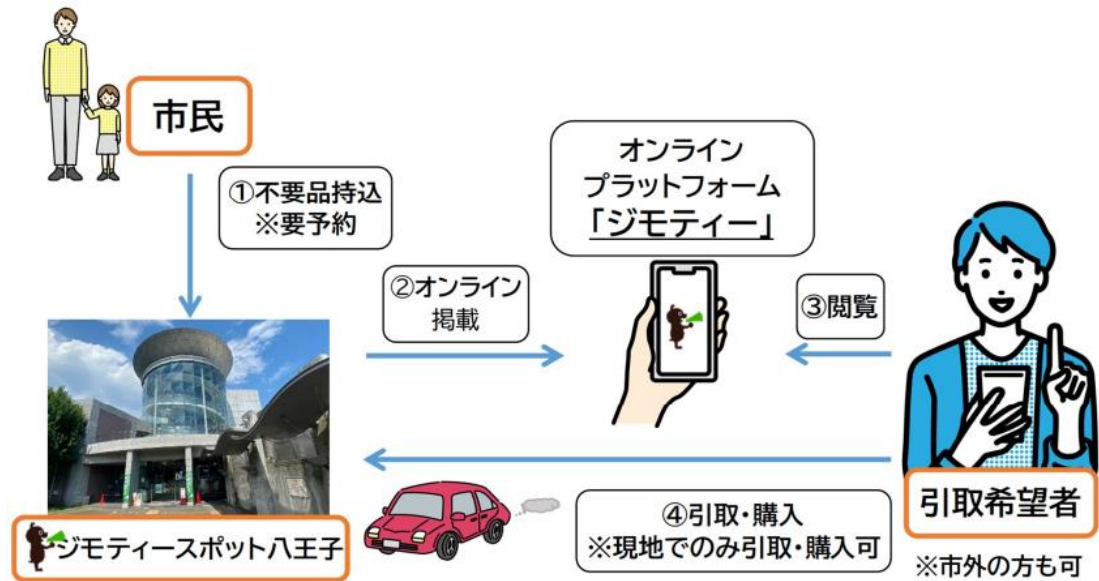 市民
①不要品持込
※要予約
オンライン
プラットフォーム
「ジモティー」
②オンライン
掲載
③閲覧
④引取・購入
※現地でのみ引取・購入可
ジモティースポット八王子
引取希望者
※市外の方も可